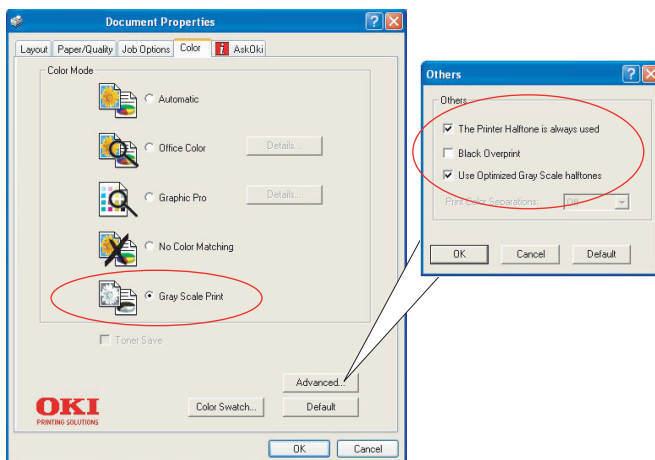 Document Properties
Layout Paper/Quality Job Options Color i AskOki
Color Mode
Automatic
Office Color Details...
Graphic Pro Details...
No Color Matching
Gray Scale Print
Toner Save
Advanced...
OKI
PRINTING SOLUTIONS
Color Swatch... Default
OK Cancel
Others
Others
The Printer Halftone is always used
Black Overprint
Use Optimized Gray Scale halftones
Print Color Separations: Off
OK Cancel Default